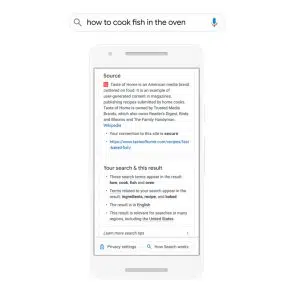 how to cook fish in the oven
Source
Taste of Home is an American media brand
centered on food. It is an example of
user-generated content in magazines,
publishing recipes submitted by home cooks.
Taste of Home is owned by Trusted Media
Brands, which also owns Reader's Digest, Birds
and Blooms and The Family Handyman.
Wikipedia
• Your connection to this site is secure
Your search & this result
• These search terms appear in the result:
how, cook, fish and oven
• Terms related to your search appear in the
result: ingredients, recipe, and baked
• The result is in English
• This result is relevant for searches in many
regions, including the United States
Learn more search tips
Privacy settings
How Search works